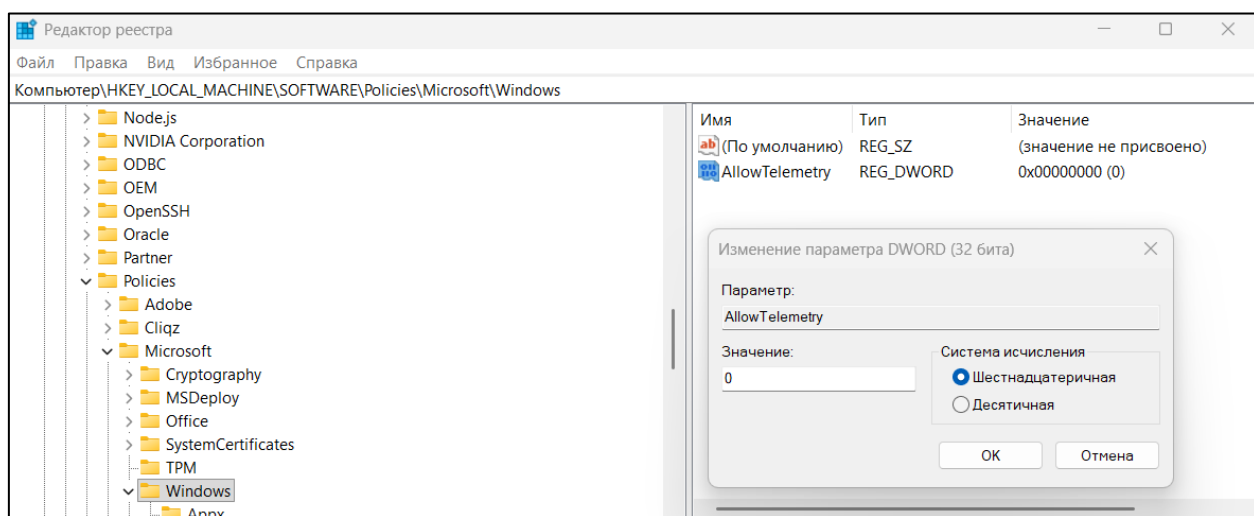 Редактор реестра
Файл Правка Вид Избранное Справка
Компьютер\HKEY_LOCAL_MACHINE\SOFTWARE\Policies\Microsoft\Windows
Node.js
NVIDIA Corporation
ODBC
OEM
OpenSSH
Oracle
Partner
Policies
Adobe
Cliqz
Microsoft
Cryptography
MSDeploy
Office
SystemCertificates
TPM
Windows
Appx
Имя Тип Значение
(По умолчанию) REG_SZ (значение не присвоено)
AllowTelemetry REG_DWORD 0x00000000 (0)
Изменение параметра DWORD (32 бита)
Параметр:
AllowTelemetry
Значение: Система исчисления
0 Шестнадцатеричная
Десятичная
OK Отмена